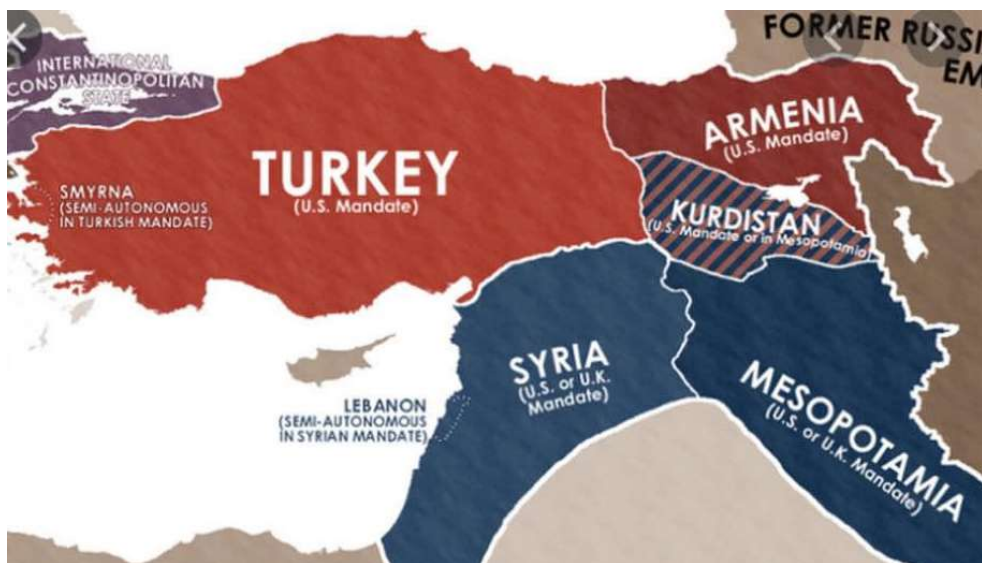 FORMER RUSSI
EM
INTERNATIONAL
CONSTANTINOPOLITAN
STATE
ARMENIA
(U.S. Mandate)
TURKEY
(U.S. Mandate)
SMYRNA
(SEMI-AUTONOMOUS
IN TURKISH MANDATE)
KURDISTAN
(U.S. Mandate or in Mesopotamia)
SYRIA
(U.S. or U.K.
Mandate)
MESOPOTAMIA
(U.S. or U.K. Mandate)
LEBANON
(SEMI-AUTONOMOUS
IN SYRIAN MANDATE)